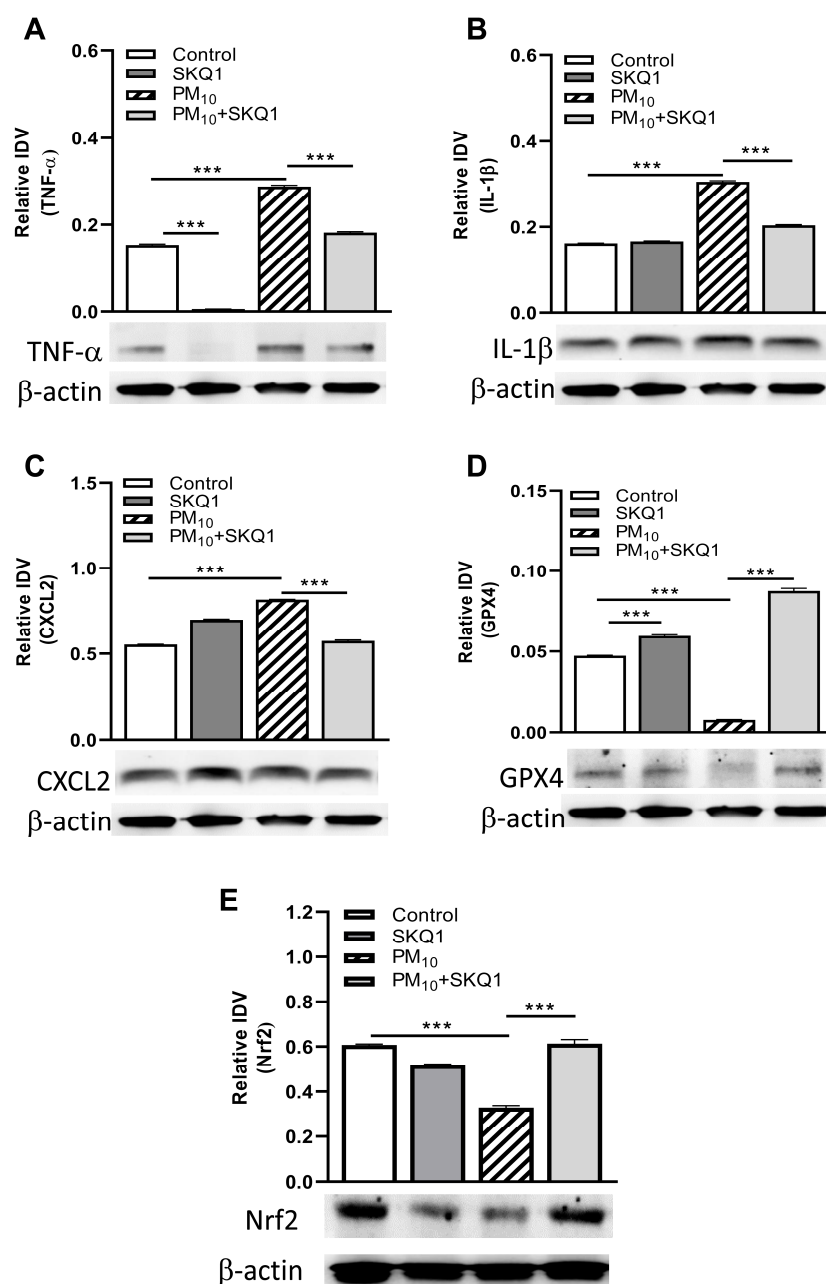 A
Control
SKQ1
PM10
PM10+SKQ1
Relative IDV
(TNF-α)
0.6
0.4
0.2
0.0
***
***
***
TNF-α
β-actin
B
Control
SKQ1
PM10
PM10+SKQ1
Relative IDV
(IL-1β)
0.6
0.4
0.2
0.0
***
***
IL-1β
β-actin
C
Control
SKQ1
PM10
PM10+SKQ1
Relative IDV
(CXCL2)
1.5
1.0
0.5
0.0
***
***
CXCL2
β-actin
D
Control
SKQ1
PM10
PM10+SKQ1
Relative IDV
(GPX4)
0.15
0.10
0.05
0.00
***
***
***
GPX4
β-actin
E
Control
SKQ1
PM10
PM10+SKQ1
Relative IDV
(Nrf2)
1.2
1.0
0.8
0.6
0.4
0.2
0.0
***
***
Nrf2
β-actin